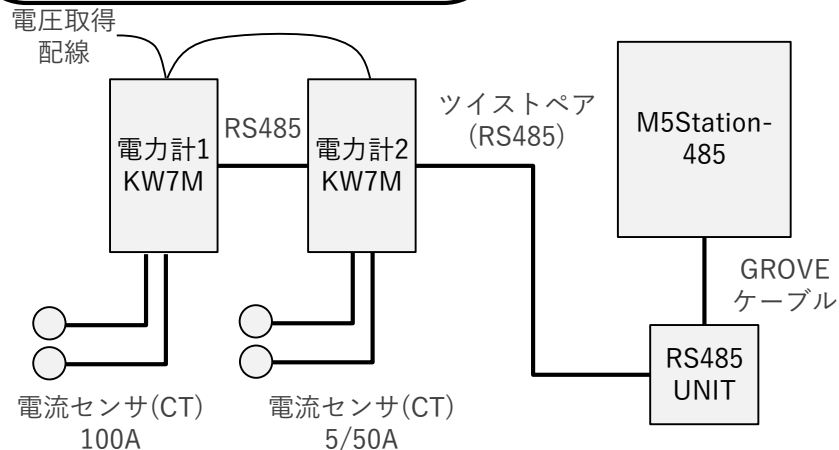 電圧取得
配線
電力計1
KW7M
RS485
電力計2
KW7M
ツイストペア
(RS485)
M5Station-
485
GROVE
ケーブル
RS485
UNIT
電流センサ(CT)
100A
電流センサ(CT)
5/50A